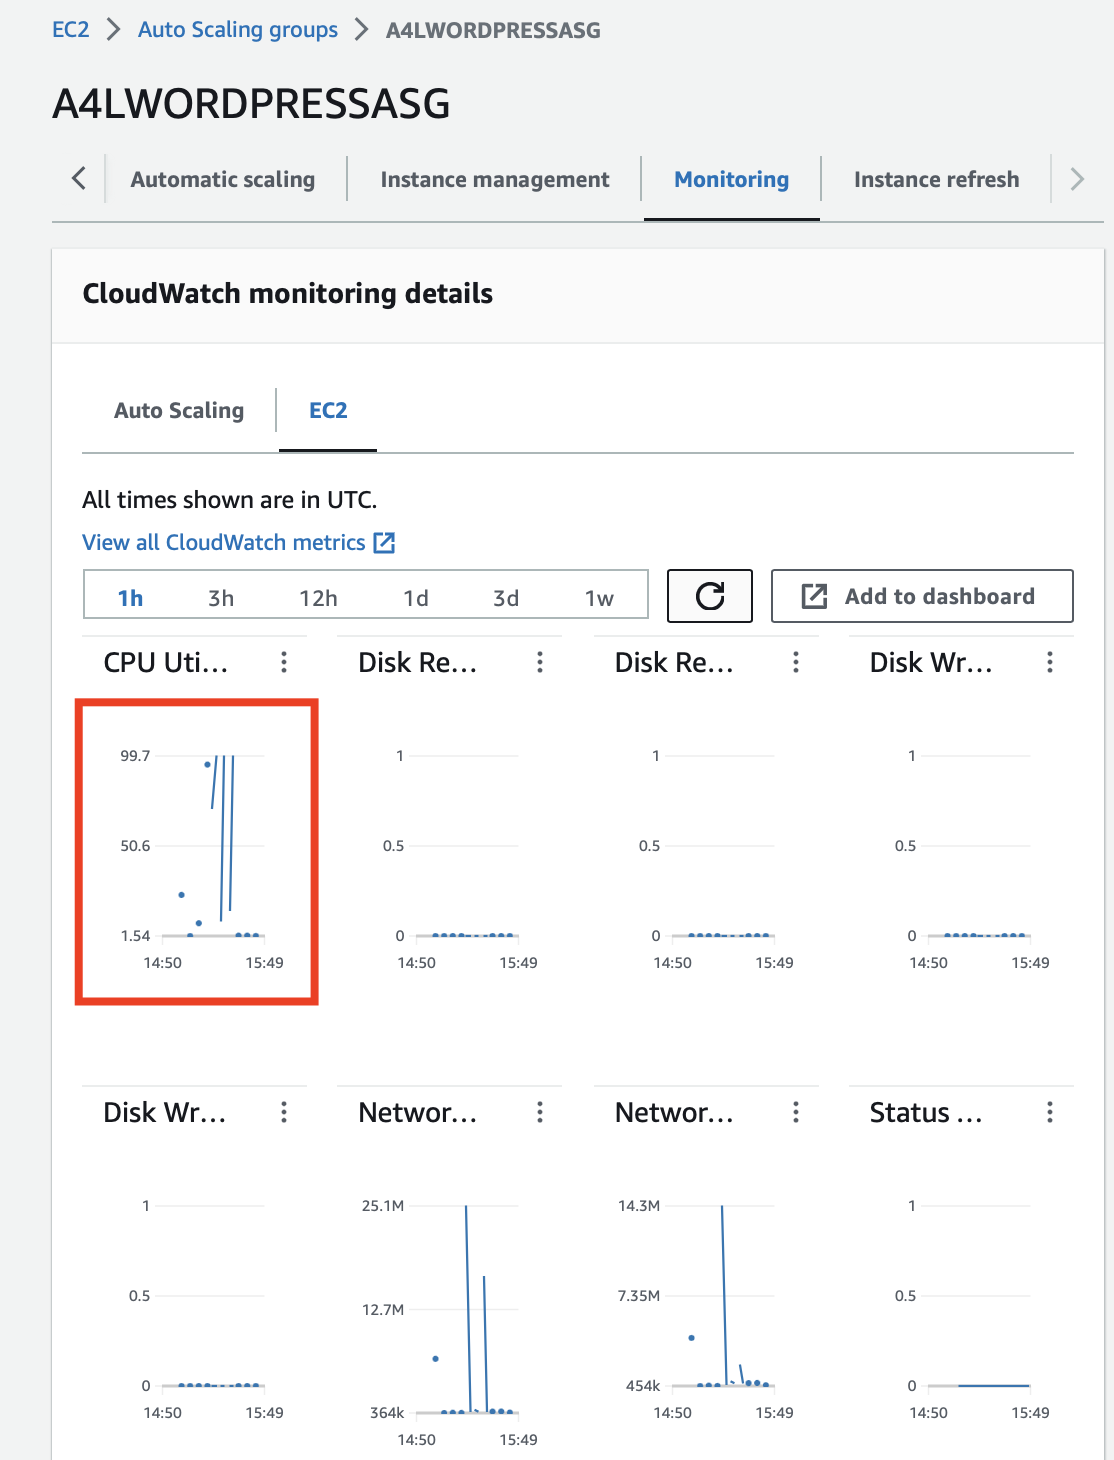 EC2 > Auto Scaling groups > A4LWORDPRESSASG
A4LWORDPRESSASG
Automatic scaling
Instance management
Monitoring
Instance refresh
CloudWatch monitoring details
Auto Scaling
EC2
All times shown are in UTC.
View all CloudWatch metrics
1h 3h 12h 1d 3d 1w
Add to dashboard
CPU Uti...
99.7
50.6
1.54
14:50 15:49
Disk Re...
1
0.5
0
14:50 15:49
Disk Re...
1
0.5
0
14:50 15:49
Disk Wr...
1
0.5
0
14:50 15:49
Disk Wr...
1
0.5
0
14:50 15:49
Networ...
25.1M
12.7M
364k
14:50 15:49
Networ...
14.3M
7.35M
454k
14:50 15:49
Status ...
1
0.5
0
14:50 15:49